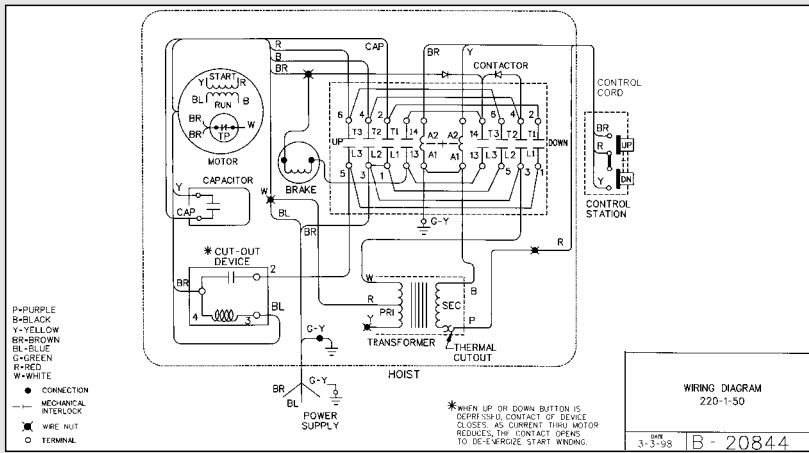 R
B
BR
CAP
BR
Y
START
Y R
BL RUN B
BR
BR TP W
MOTOR
CONTACTOR
CONTROL
CORD
6 4 2
T3 T2 T1 14
UP
L3 L2 L1 13
5 3 1
A2 A2
A1 A1
14 6 4 2
T3 T2 T1
DOWN
13 L3 L2 L1
5 3 1
BR
R
Y
UP
DN
CONTROL
STATION
BRAKE
CAPACITOR
Y
CAP
W
BL
BR
G-Y
R
* CUT-OUT
DEVICE
2
BR
BL
4 3
W
R
PRI
Y
SEC
B
P
TRANSFORMER
THERMAL
CUTOUT
G-Y
HOIST
BR
G-Y
BL
POWER
SUPPLY
P-PURPLE
B-BLACK
Y-YELLOW
BR-BROWN
BL-BLUE
G-GREEN
R-RED
W-WHITE
CONNECTION
MECHANICAL
INTERLOCK
WIRE NUT
TERMINAL
*WHEN UP OR DOWN BUTTON IS
DEPRESSED, CONTACT OF DEVICE
CLOSES. AS CURRENT THRU MOTOR
REDUCES, THE CONTACT OPENS
TO DE-ENERGIZE START WINDING.
WIRING DIAGRAM
220-1-50
DATE
3-3-98
B - 20844